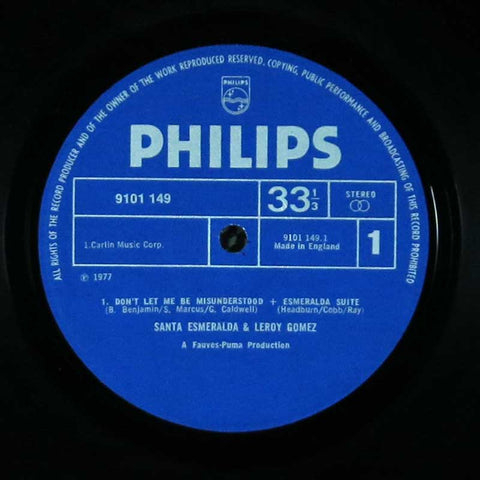 ALL RIGHTS OF THE RECORD PRODUCER AND OF THE OWNER OF THE WORK REPRODUCED RESERVED. COPYING, PUBLIC PERFORMANCE AND BROADCASTING OF THIS RECORD PROHIBITED
PHILIPS
PHILIPS
9101 149
33 1/3
STEREO
1.Carlin Music Corp.
9101 149.1
Made in England
1
℗ 1977
1. DON'T LET ME BE MISUNDERSTOOD + ESMERALDA SUITE
(B. Benjamin/S. Marcus/G. Caldwell) (Headburn/Cobb/Ray)
SANTA ESMERALDA & LEROY GOMEZ
A Fauves-Puma Production